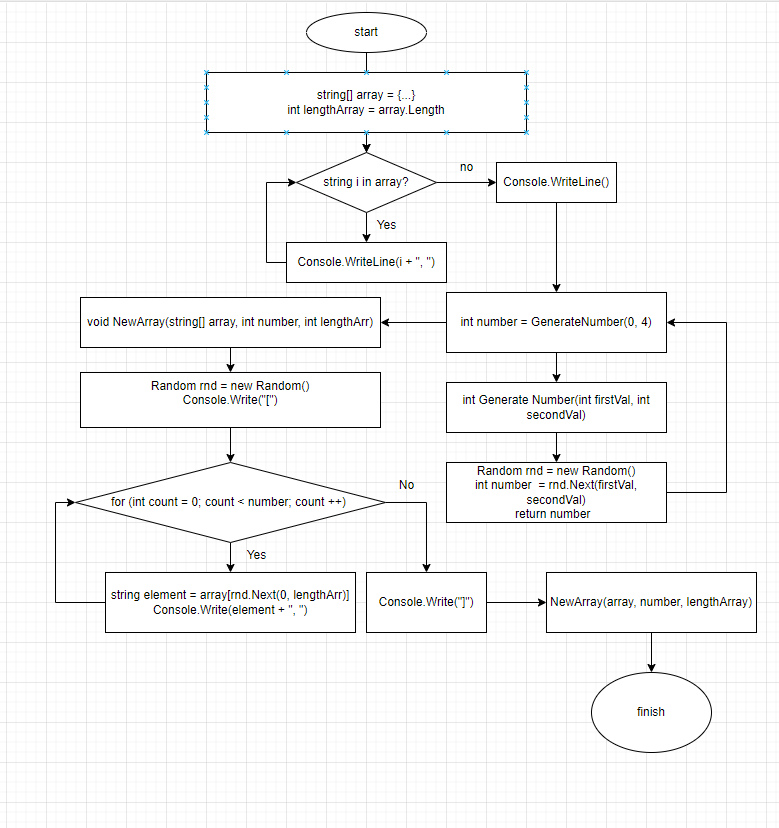 start
string[] array = {...}
int lengthArray = array.Length
string i in array?
no
Console.WriteLine()
Yes
Console.WriteLine(i + ", ")
void NewArray(string[] array, int number, int lengthArr)
int number = GenerateNumber(0, 4)
Random rnd = new Random()
Console.Write("[")
int Generate Number(int firstVal, int
secondVal)
Random rnd = new Random()
int number  = rnd.Next(firstVal,
secondVal)
return number
for (int count = 0; count < number; count ++)
No
Yes
string element = array[rnd.Next(0, lengthArr)]
Console.Write(element + ", ")
Console.Write("]")
NewArray(array, number, lengthArray)
finish